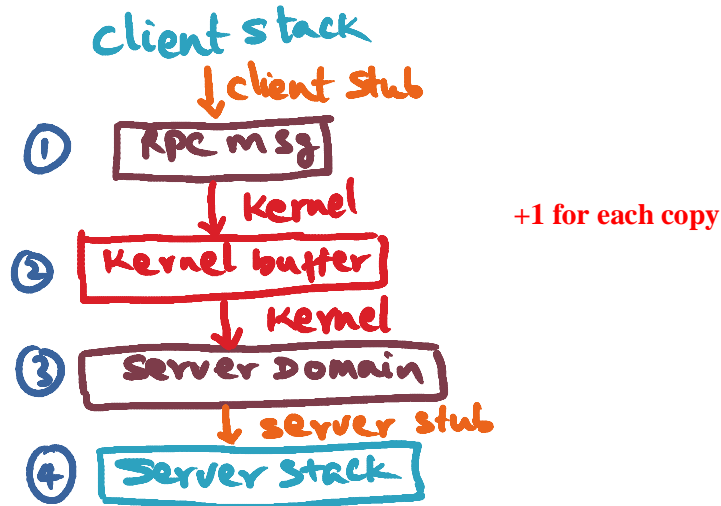 client stack
client stub
1
RPC msg
Kernel
+1 for each copy
2
Kernel buffer
Kernel
3
Server Domain
server stub
4
Server stack